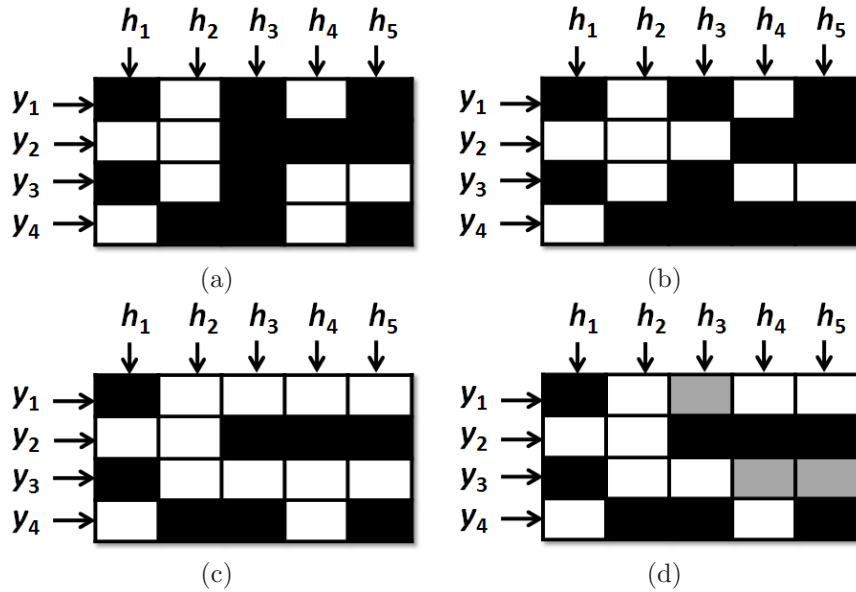 h₁ h₂ h₃ h₄ h₅
y₁
y₂
y₃
y₄
(a)
h₁ h₂ h₃ h₄ h₅
y₁
y₂
y₃
y₄
(b)
h₁ h₂ h₃ h₄ h₅
y₁
y₂
y₃
y₄
(c)
h₁ h₂ h₃ h₄ h₅
y₁
y₂
y₃
y₄
(d)